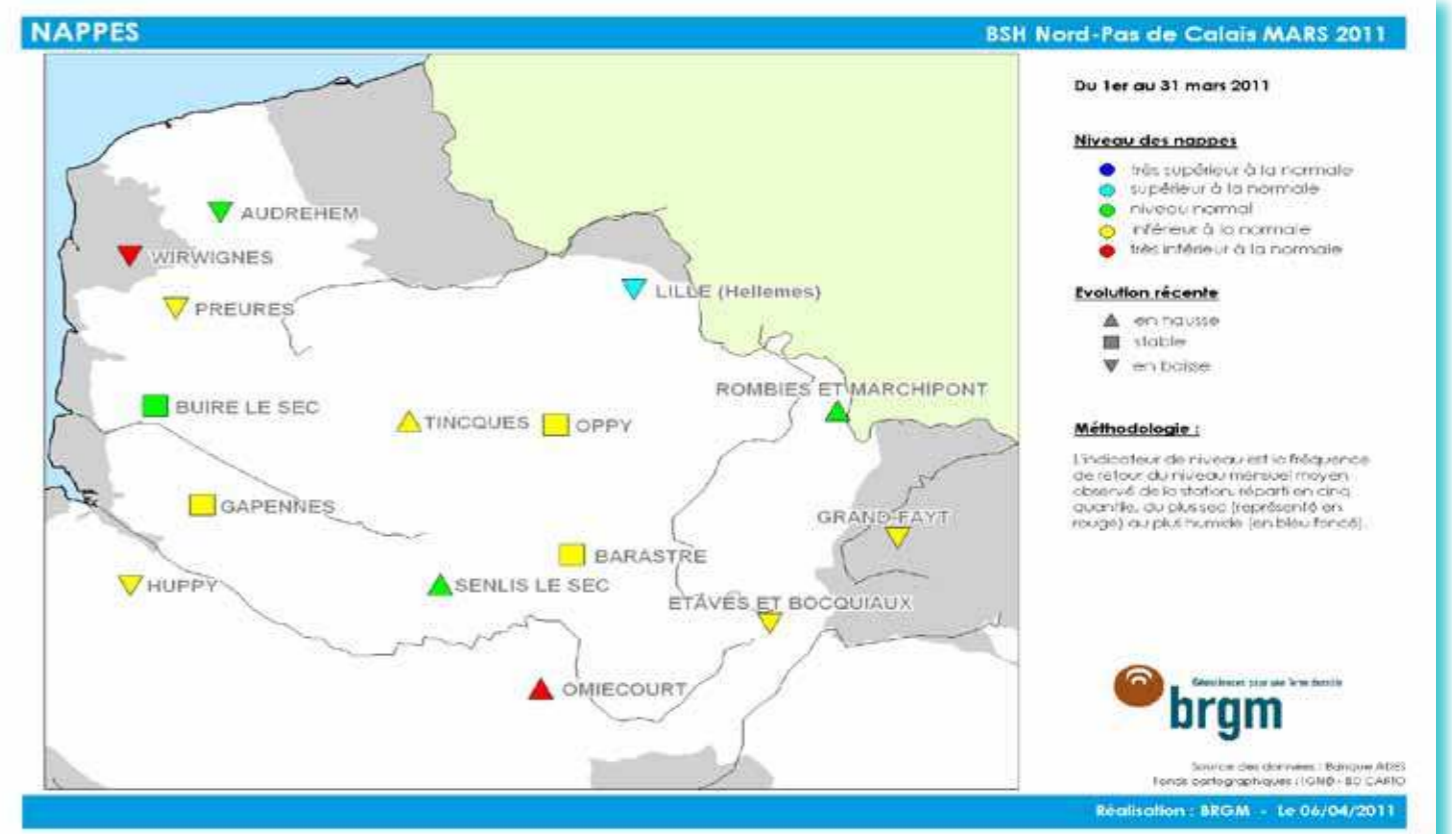 NAPPES
BSH Nord-Pas de Calais MARS 2011
Du 1er au 31 mars 2011
Niveau des nappes
très supérieur à la normale
supérieur à la normale
niveau normal
inférieur à la normale
très inférieur à la normale
Evolution récente
en hausse
stable
en baisse
Méthodologie :
L'indicateur de niveau est la fréquence
de retour du niveau mensuel moyen
observé de la station, réparti en cinq
quantile, du plus sec (représenté en
rouge) au plus humide (en bleu foncé).
AUDREHEM
WIRWIGNES
PREURES
LILLE (Hellemes)
ROMBIES ET MARCHIPONT
BUIRE LE SEC
TINCQUES
OPPY
GAPENNES
GRAND-FAYT
BARASTRE
HUPPY
SENLIS LE SEC
ETAVES ET BOCQUIAUX
OMIECOURT
Géosciences pour une Terre durable
brgm
Source des données : Banque ADES
Fonds cartographiques : IGN© - BD CARTO
Réalisation : BRGM - Le 06/04/2011